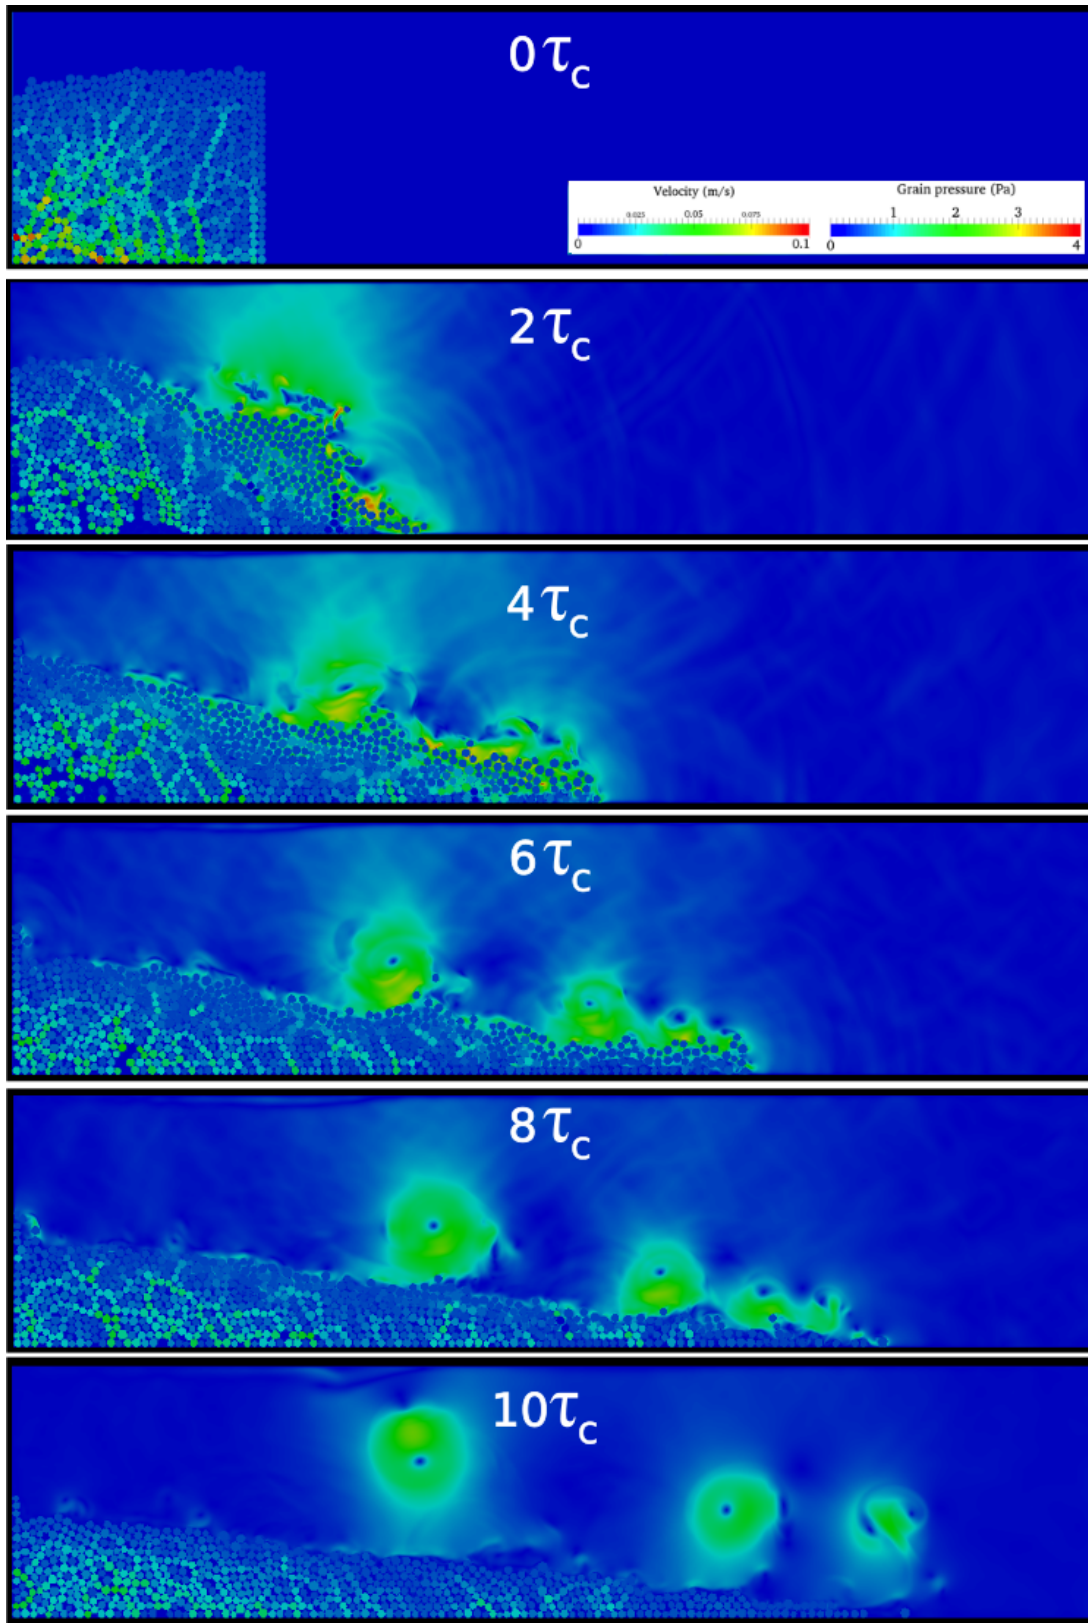 0τc
Velocity (m/s)
0.025 0.05 0.075
0 0.1
Grain pressure (Pa)
1 2 3
0 4
2τc
4τc
6τc
8τc
10τc